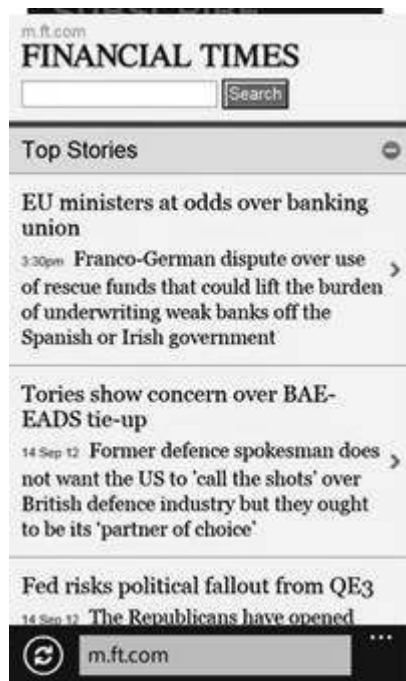 m.ft.com
FINANCIAL TIMES
Search
Top Stories
EU ministers at odds over banking
union
3:30pm Franco-German dispute over use
of rescue funds that could lift the burden
of underwriting weak banks off the
Spanish or Irish government
Tories show concern over BAE-
EADS tie-up
14 Sep 12 Former defence spokesman does
not want the US to 'call the shots' over
British defence industry but they ought
to be its 'partner of choice'
Fed risks political fallout from QE3
14 Sep 12 The Republicans have opened
m.ft.com